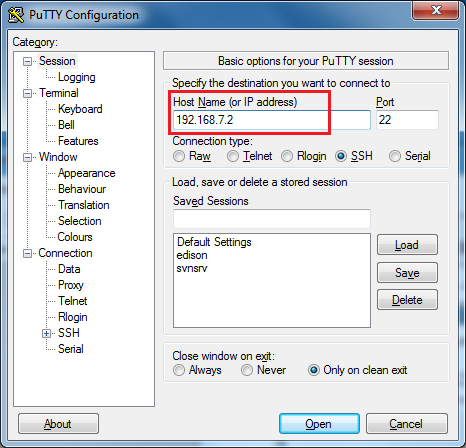 PuTTY Configuration
Category:
Session
Logging
Terminal
Keyboard
Bell
Features
Window
Appearance
Behaviour
Translation
Selection
Colours
Connection
Data
Proxy
Telnet
Rlogin
SSH
Serial
Basic options for your PuTTY session
Specify the destination you want to connect to
Host Name (or IP address) Port
192.168.7.2 22
Connection type:
Raw Telnet Rlogin SSH Serial
Load, save or delete a stored session
Saved Sessions
Default Settings
edison
svnsrv
Load
Save
Delete
Close window on exit:
Always Never Only on clean exit
About Open Cancel